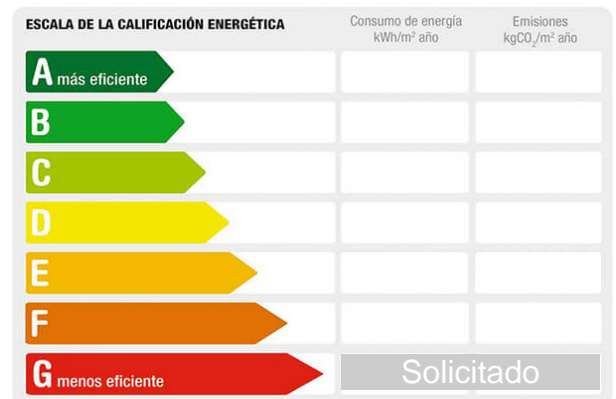 ESCALA DE LA CALIFICACIÓN ENERGÉTICA
Consumo de energía
kWh/m² año
Emisiones
kgCO₂/m² año
A más eficiente
B
C
D
E
F
G menos eficiente
Solicitado